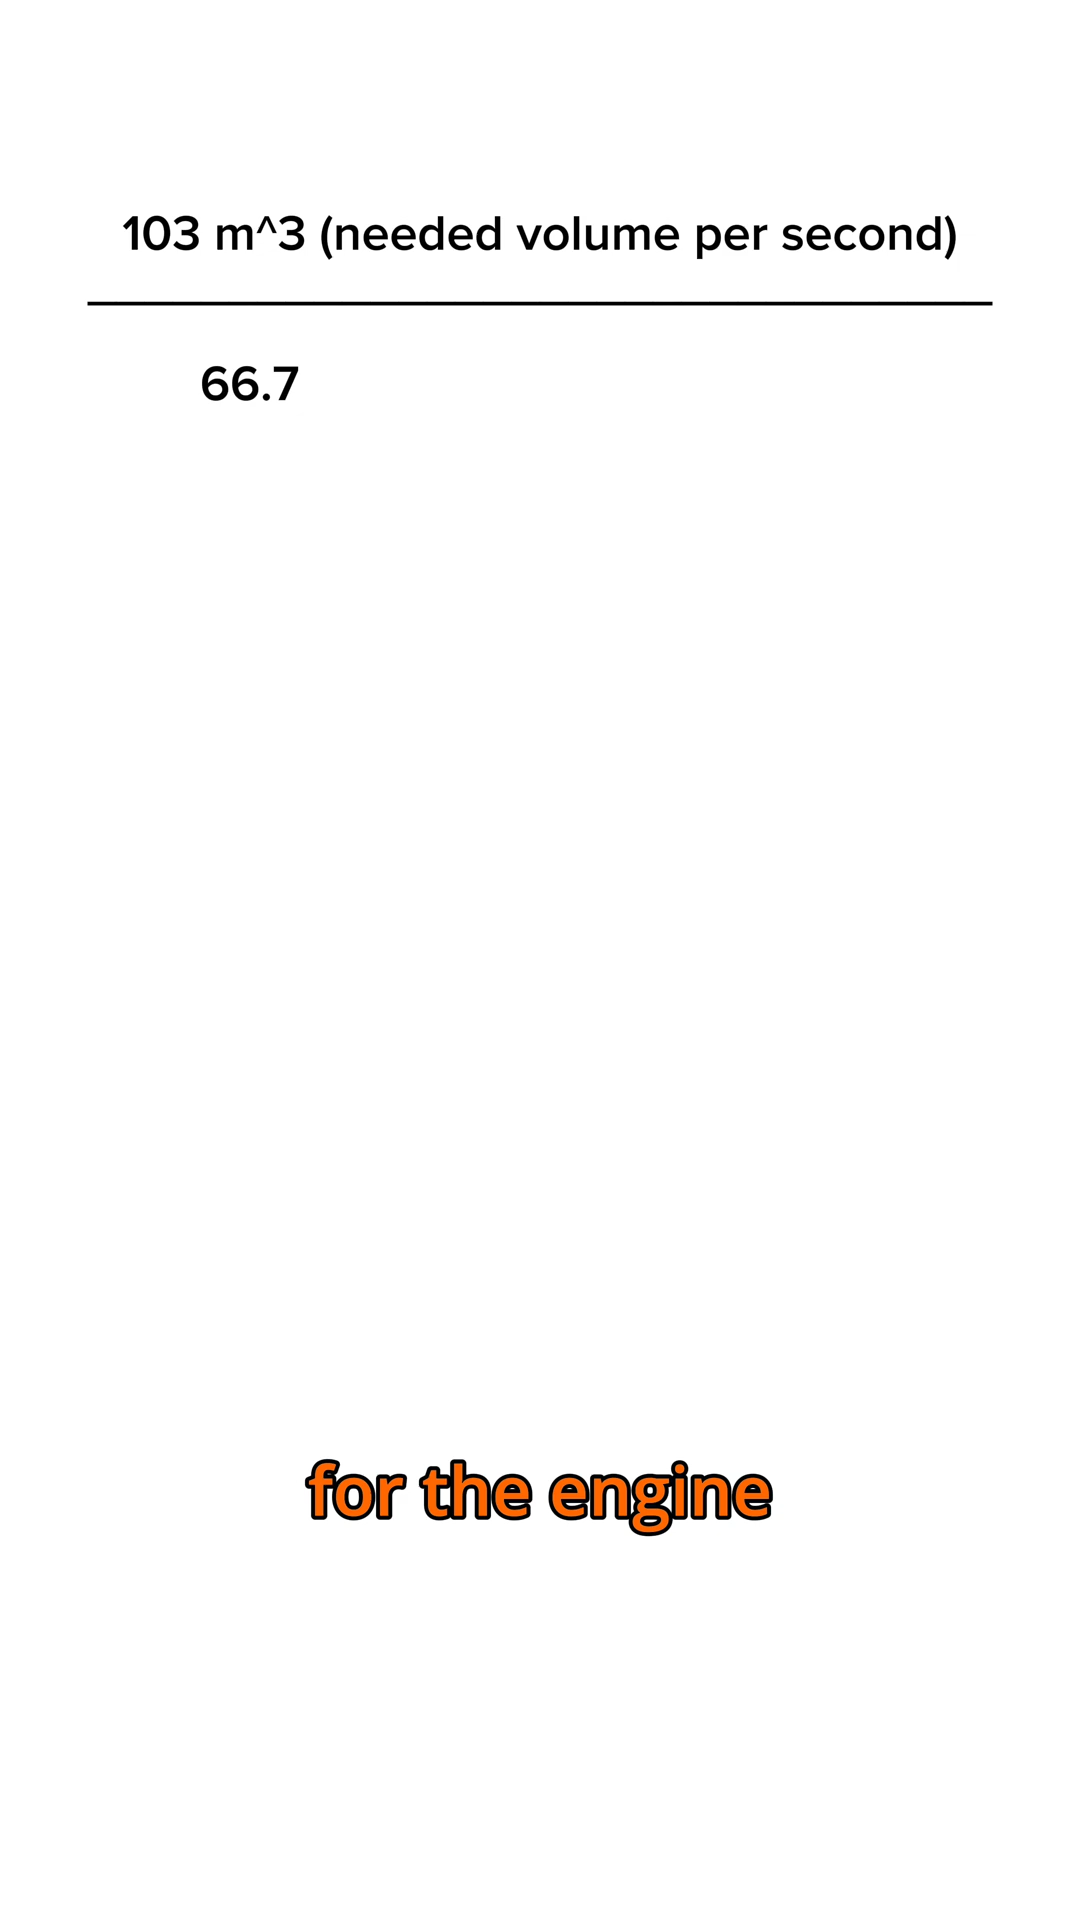 103 m^3 (needed volume per second)
66.7
for the engine